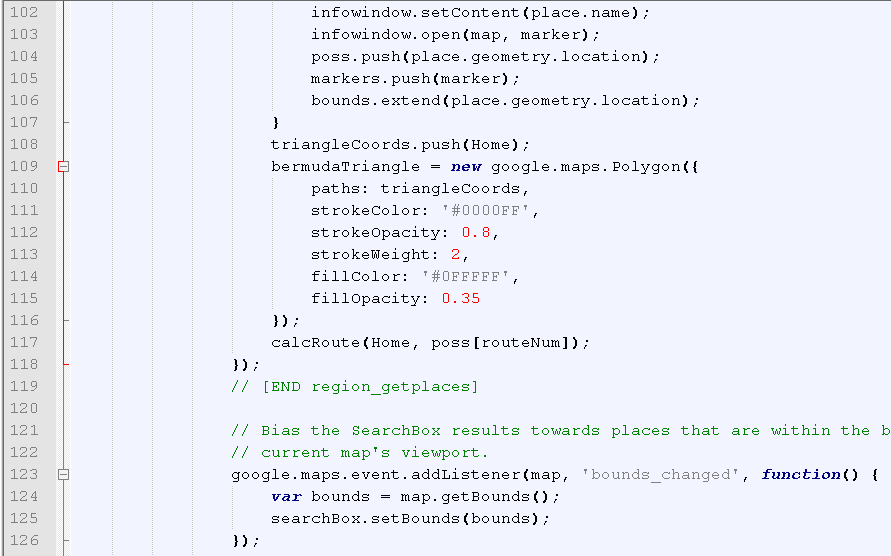 102 infowindow.setContent(place.name);
103 infowindow.open(map, marker);
104 poss.push(place.geometry.location);
105 markers.push(marker);
106 bounds.extend(place.geometry.location);
107 }
108 triangleCoords.push(Home);
109 bermudaTriangle = new google.maps.Polygon({
110 paths: triangleCoords,
111 strokeColor: '#0000FF',
112 strokeOpacity: 0.8,
113 strokeWeight: 2,
114 fillColor: '#0FFFFF',
115 fillOpacity: 0.35
116 });
117 calcRoute(Home, poss[routeNum]);
118 });
119 // [END region_getplaces]
120
121 // Bias the SearchBox results towards places that are within the b
122 // current map's viewport.
123 google.maps.event.addListener(map, 'bounds_changed', function() {
124 var bounds = map.getBounds();
125 searchBox.setBounds(bounds);
126 });